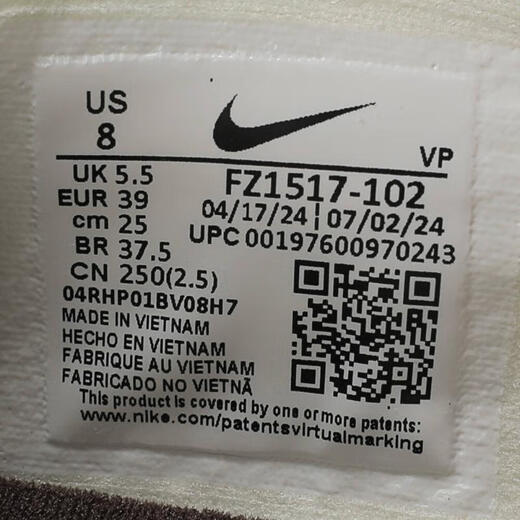 US
8
VP
UK 5.5
EUR 39
cm 25
BR 37.5
CN 250(2.5)
FZ1517-102
04/17/24 | 07/02/24
UPC 00197600970243
04RHP01BV08H7
MADE IN VIETNAM
HECHO EN VIETNAM
FABRIQUE AU VIETNAM
FABRICADO NO VIETNÃ
This product is covered by one or more patents:
www.nike.com/patentsvirtualmarking